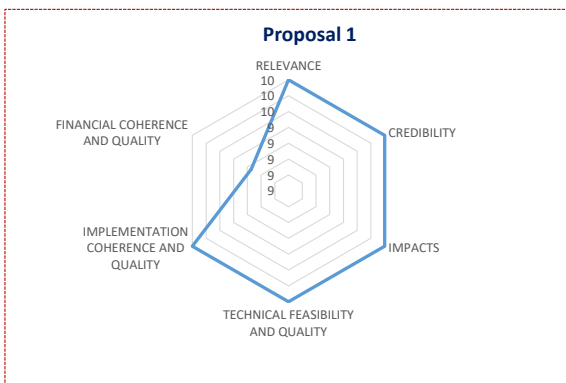 Proposal 1
RELEVANCE
10
10
10
9
9
9
9
9
FINANCIAL COHERENCE
AND QUALITY
CREDIBILITY
IMPLEMENTATION
COHERENCE AND
QUALITY
IMPACTS
TECHNICAL FEASIBILITY
AND QUALITY